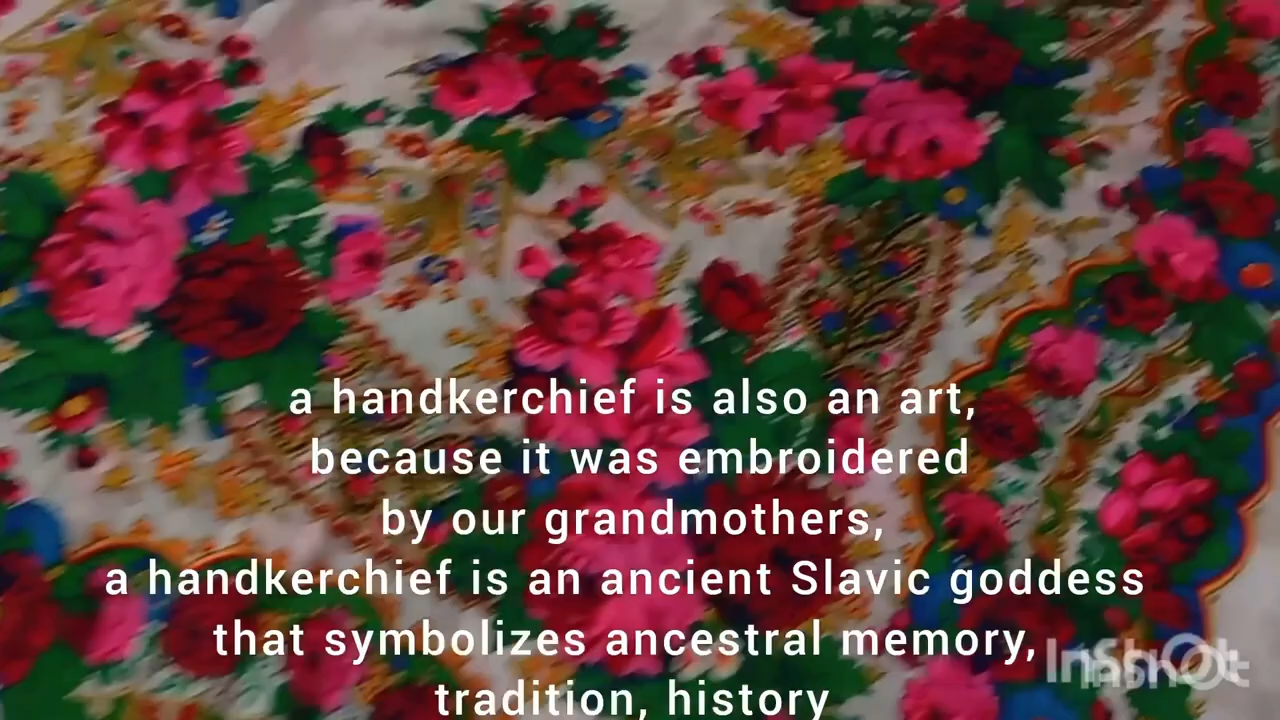 a handkerchief is also an art,
because it was embroidered
by our grandmothers,
a handkerchief is an ancient Slavic goddess
that symbolizes ancestral memory,
tradition, history
InShot